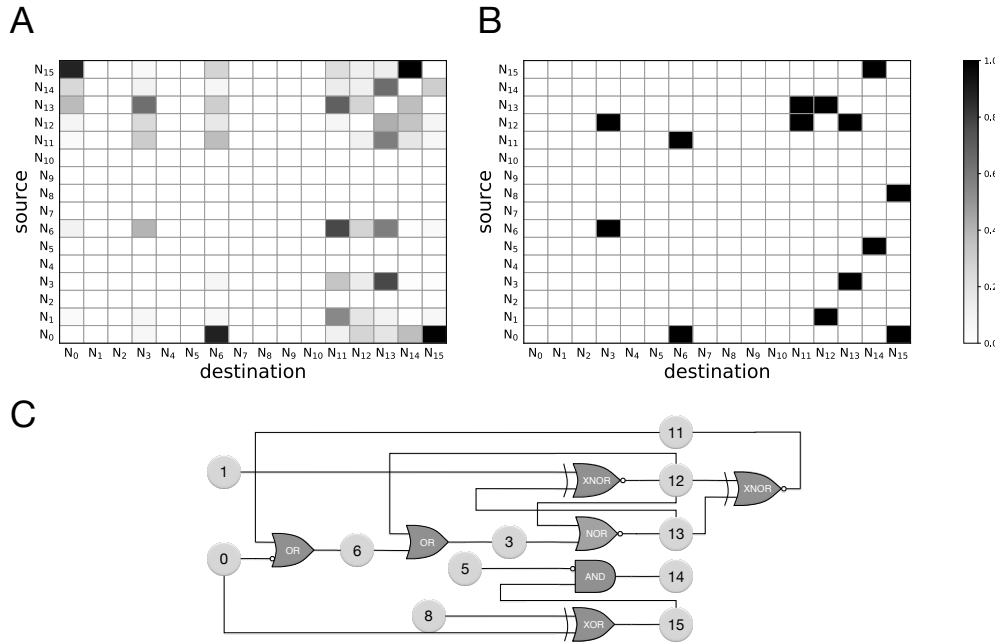 A
B
N15
N14
N13
N12
N11
N10
N9
N8
N7
N6
N5
N4
N3
N2
N1
N0
source
N0 N1 N2 N3 N4 N5 N6 N7 N8 N9 N10 N11 N12 N13 N14 N15
destination
N15
N14
N13
N12
N11
N10
N9
N8
N7
N6
N5
N4
N3
N2
N1
N0
source
N0 N1 N2 N3 N4 N5 N6 N7 N8 N9 N10 N11 N12 N13 N14 N15
destination
1.0
0.8
0.6
0.4
0.2
0.0
C
11
1
XNOR
12
XNOR
0
OR
6
OR
3
NOR
13
5
AND
14
8
XOR
15